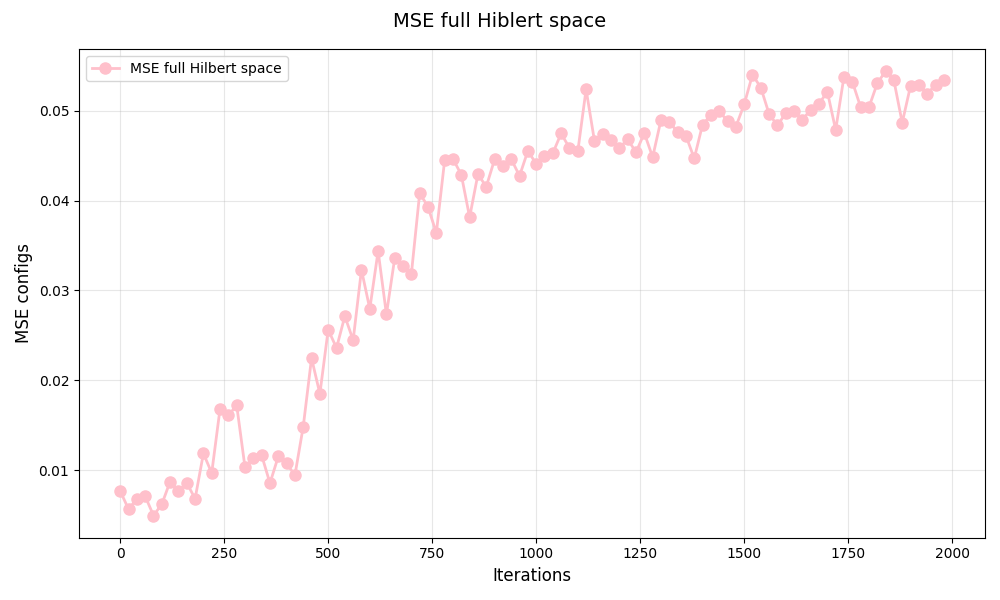 MSE full Hiblert space
MSE full Hilbert space
0.05
0.04
0.03
0.02
0.01
MSE configs
0 250 500 750 1000 1250 1500 1750 2000
Iterations